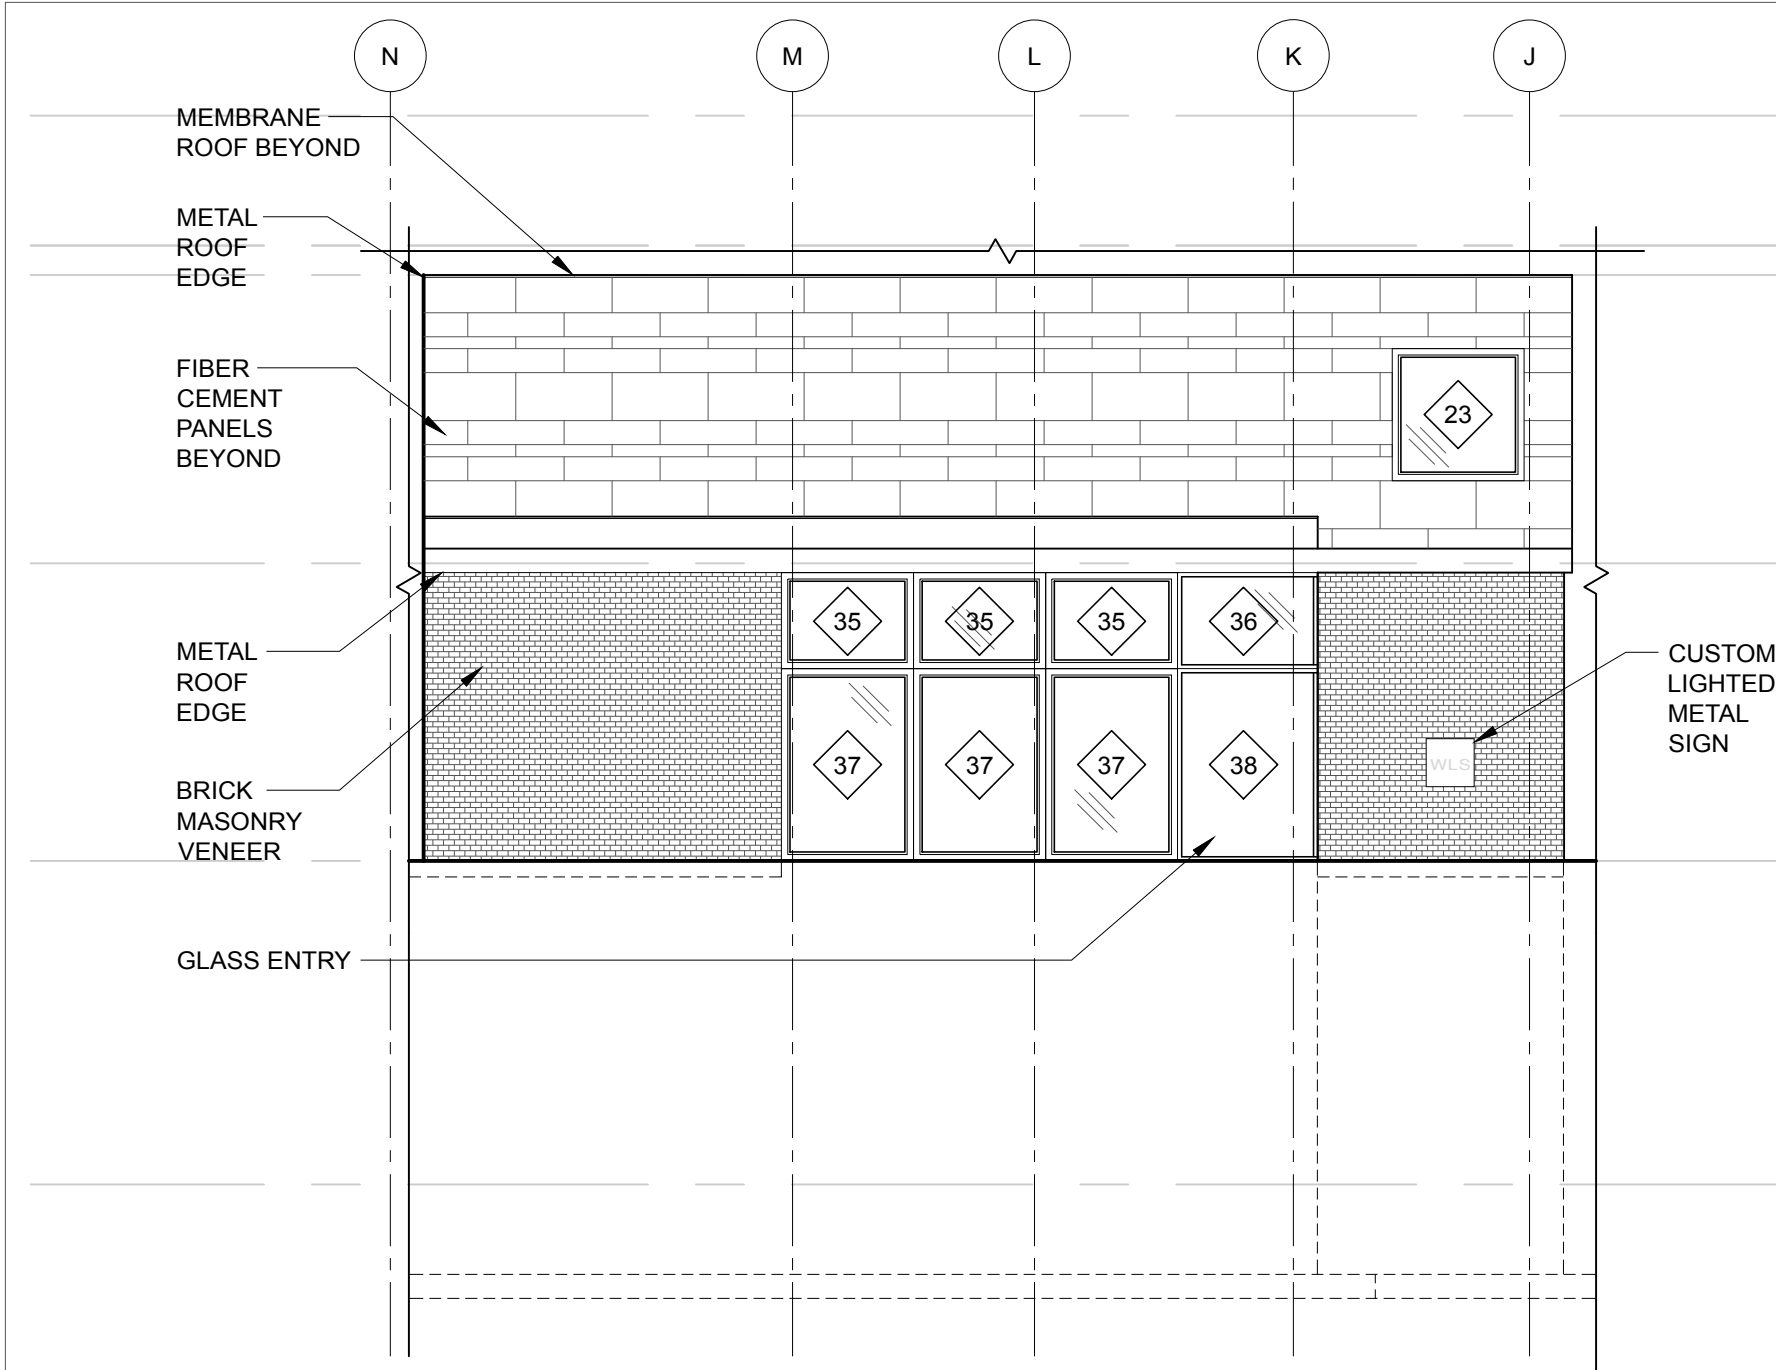 N
M
L
K
J
MEMBRANE
ROOF BEYOND
METAL
ROOF
EDGE
FIBER
CEMENT
PANELS
BEYOND
23
35
35
35
36
METAL
ROOF
EDGE
CUSTOM
LIGHTED
METAL
SIGN
37
37
37
38
WLS
BRICK
MASONRY
VENEER
GLASS ENTRY